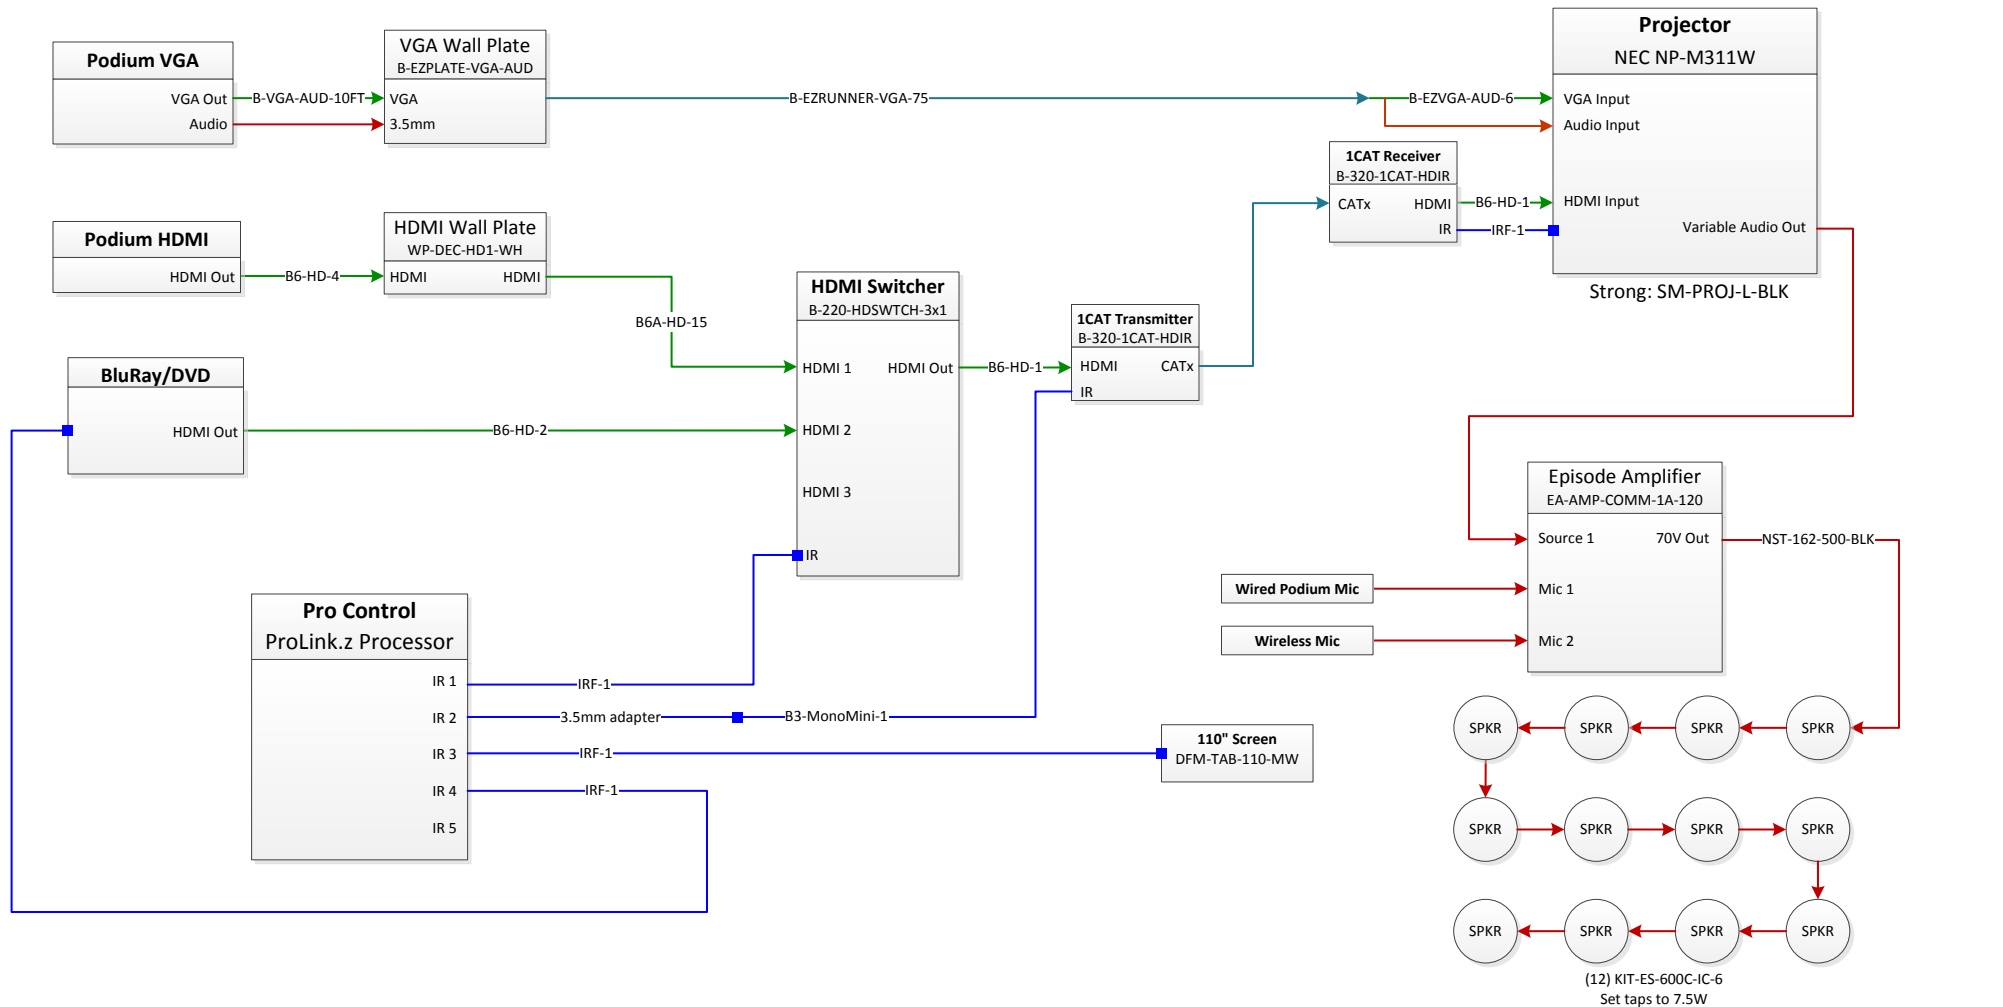 Podium VGA
VGA Out
Audio
B-VGA-AUD-10FT
VGA Wall Plate
B-EZPLATE-VGA-AUD
VGA
3.5mm
B-EZRUNNER-VGA-75
B-EZVGA-AUD-6
Projector
NEC NP-M311W
VGA Input
Audio Input
HDMI Input
Variable Audio Out
Strong: SM-PROJ-L-BLK
1CAT Receiver
B-320-1CAT-HDIR
CATx
HDMI
IR
B6-HD-1
IRF-1
Podium HDMI
HDMI Out
B6-HD-4
HDMI Wall Plate
WP-DEC-HD1-WH
HDMI
HDMI
B6A-HD-15
HDMI Switcher
B-220-HDSWTCH-3x1
HDMI 1
HDMI Out
HDMI 2
HDMI 3
IR
B6-HD-1
1CAT Transmitter
B-320-1CAT-HDIR
HDMI
CATx
IR
BluRay/DVD
HDMI Out
B6-HD-2
Episode Amplifier
EA-AMP-COMM-1A-120
Source 1
70V Out
Mic 1
Mic 2
NST-162-500-BLK
Wired Podium Mic
Wireless Mic
Pro Control
ProLink.z Processor
IR 1
IR 2
IR 3
IR 4
IR 5
IRF-1
3.5mm adapter
B3-MonoMini-1
IRF-1
IRF-1
110" Screen
DFM-TAB-110-MW
SPKR
SPKR
SPKR
SPKR
SPKR
SPKR
SPKR
SPKR
SPKR
SPKR
SPKR
SPKR
(12) KIT-ES-600C-IC-6
Set taps to 7.5W